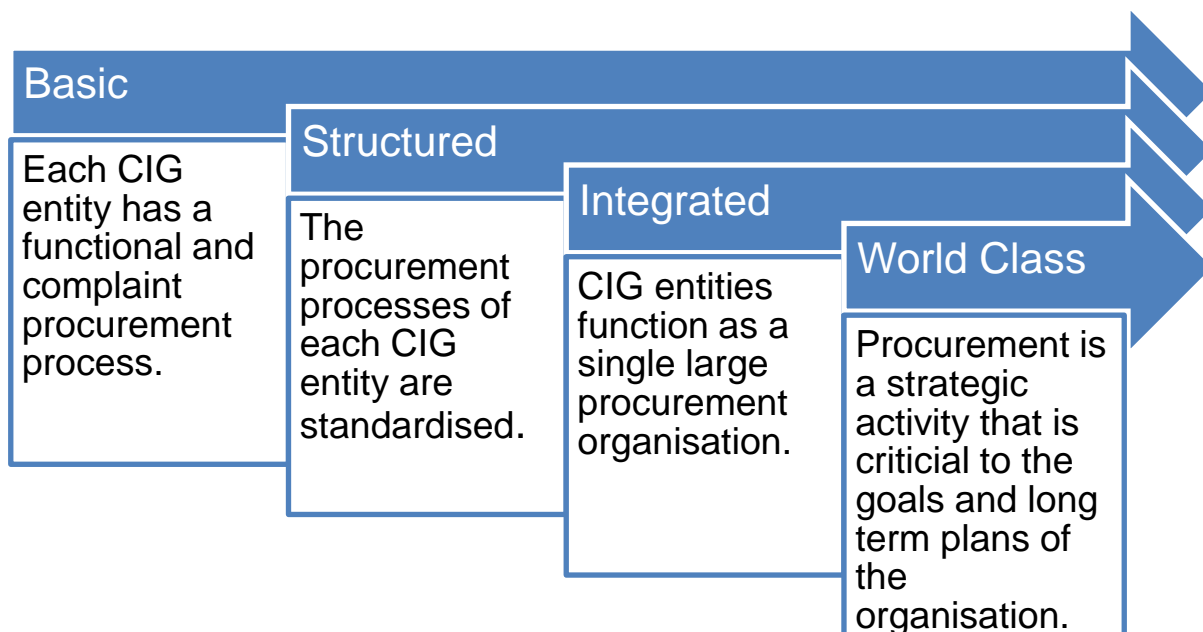 Basic
Each CIG
entity has a
functional and
complaint
procurement
process.
Structured
The
procurement
processes of
each CIG
entity are
standardised.
Integrated
CIG entities
function as a
single large
procurement
organisation.
World Class
Procurement is
a strategic
activity that is
criticial to the
goals and long
term plans of
the
organisation.